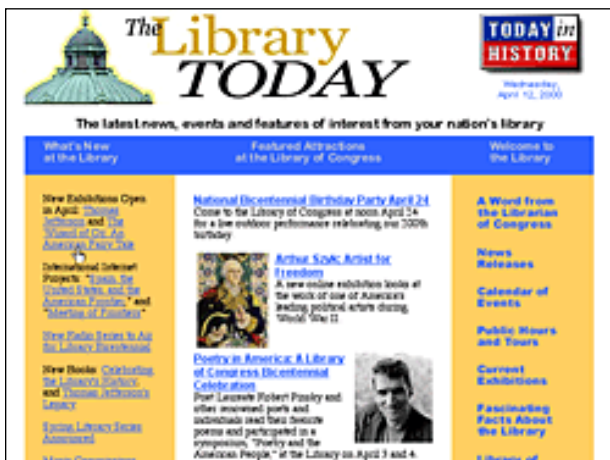 The Library
TODAY
TODAY in
HISTORY
Wednesday,
April 12, 2000
The latest news, events and features of interest from your nation's library
What's New
at the Library
Featured Attractions
at the Library of Congress
Welcome to
the Library
New Exhibitions Open
in April: Thomas
Jefferson and The
Wizard of Oz: An
American Fairy Tale
International Internet
Projects: "Spain, the
United States, and the
American Frontier," and
"Meeting of Frontiers"
New Radio Series to Air
for Library Bicentennial
New Books: Celebrating
the Library's History,
and Thomas Jefferson's
Legacy
Spring Library Series
Announced
National Bicentennial Birthday Party April 24
Come to the Library of Congress at noon April 24
for a live outdoor performance celebrating our 200th
birthday
Arthur Szyk: Artist for
Freedom
A new online exhibition looks at
the work of one of America's
leading political artists during
World War II
Poetry in America: A Library
of Congress Bicentennial
Celebration
Poet Laureate Robert Pinsky and
other renowned poets and
individuals read their favorite
poems and participated in a
symposium, "Poetry and the
American People," at the Library on April 3 and 4.
A Word from
the Librarian
of Congress
News
Releases
Calendar of
Events
Public Hours
and Tours
Current
Exhibitions
Fascinating
Facts About
the Library
Library of